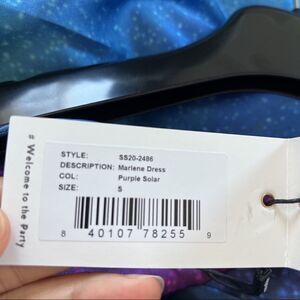 STYLE: SS20-2486
DESCRIPTION: Marlene Dress
COL: Purple Solar
SIZE: S
8 40107 78255 9
# Welcome to the Party